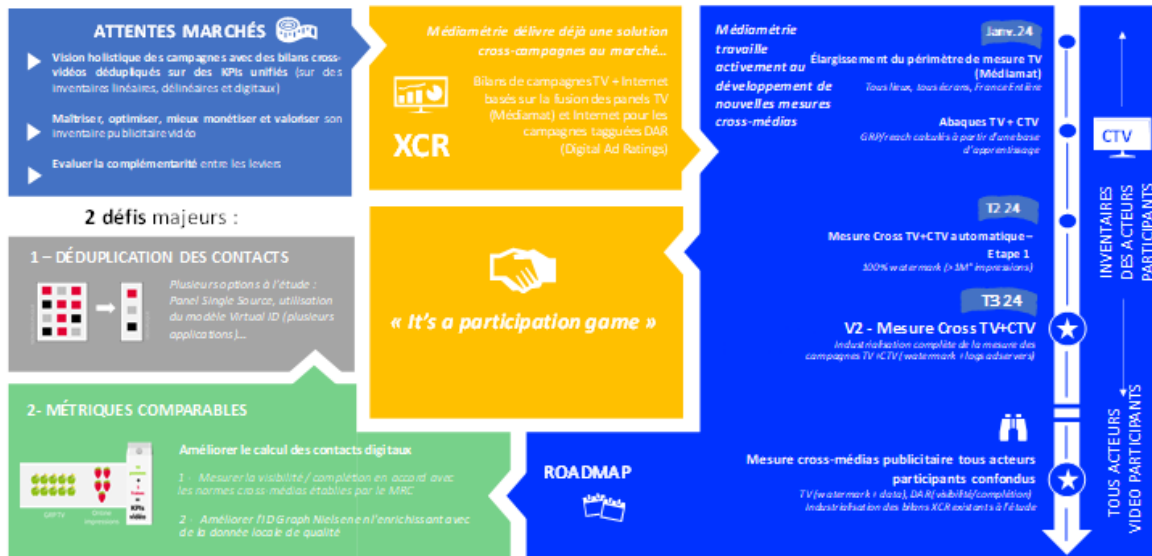 ATTENTES MARCHÉS
Vision holistique des campagnes avec des bilans cross-
vidéos dédupliqués sur des KPIs unifiés (sur des
inventaires linéaires, délinéaires et digitaux)
Maîtriser, optimiser, mieux monétiser et valoriser son
inventaire publicitaire vidéo
Evaluer la complémentarité entre les leviers
2 défis majeurs :
1 – DÉDUPLICATION DES CONTACTS
Plusieurs options à l'étude :
Panel Single Source, utilisation
du modèle Virtual ID (plusieurs
applications)...
2- MÉTRIQUES COMPARABLES
Améliorer le calcul des contacts digitaux
1 - Mesurer la visibilité / complétion en accord avec
les normes cross-médias établies par le MRC
2 - Améliorer l'ID Graph Nielsen en l'enrichissant avec
de la donnée locale de qualité
GRP TV
Online
Impressions
KPIs
vidéo
Médiamétrie délivre déjà une solution
cross-campagnes au marché...
XCR
Bilans de campagnes TV + Internet
basés sur la fusion des panels TV
(Médiamat) et Internet pour les
campagnes tagguées DAR
(Digital Ad Ratings)
« It's a participation game »
Médiamétrie
travaille
activement au
développement de
nouvelles mesures
cross-médias
Janv.24
Élargissement du périmètre de mesure TV
(Médiamat)
Tous lieux, tous écrans, France Entière
Abaques TV + CTV
GRP/reach calculés à partir d'une base
d'apprentissage
T2 24
Mesure Cross TV+CTV automatique –
Etape 1
100% watermark (>1M° impressions)
T3 24
V2 - Mesure Cross TV+CTV
Industrialisation complète de la mesure des
campagnes TV+CTV (watermark + logs adservers)
ROADMAP
Mesure cross-médias publicitaire tous acteurs
participants confondus
TV (watermark + data), DAR (visibilité/complétion)
Industrialisation des bilans XCR existants à l'étude
CTV
INVENTAIRES
DES ACTEURS
PARTICIPANTS
TOUS ACTEURS
VIDEO PARTICIPANTS